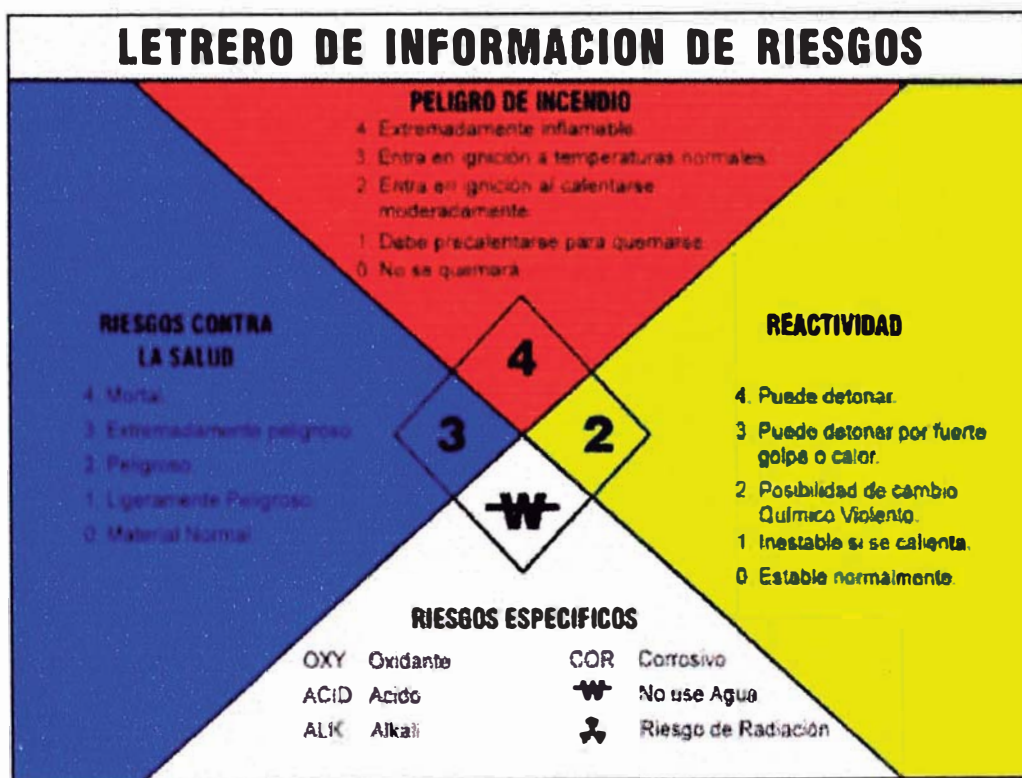 LETRERO DE INFORMACION DE RIESGOS
PELIGRO DE INCENDIO
4 Extremadamente inflamable.
3. Entra en ignición a temperaturas normales.
2 Entra en ignición al calentarse
moderadamente.
1 Debe precalentarse para quemarse.
0 No se quemará
RIESGOS CONTRA
LA SALUD
4 Mortal
3 Extremadamente peligroso
2 Peligroso
1 Ligeramente Peligroso
0 Material Normal
4
3
2
W
REACTIVIDAD
4. Puede detonar.
3 Puede detonar por fuerte
golpe o calor.
2 Posibilidad de cambio
Químico Violento.
1 Inestable si se calienta.
0 Estable normalmente.
RIESGOS ESPECIFICOS
OXY Oxidante
ACID Acido
ALK Alkali
COR Corrosivo
W No use Agua
Riesgo de Radiación